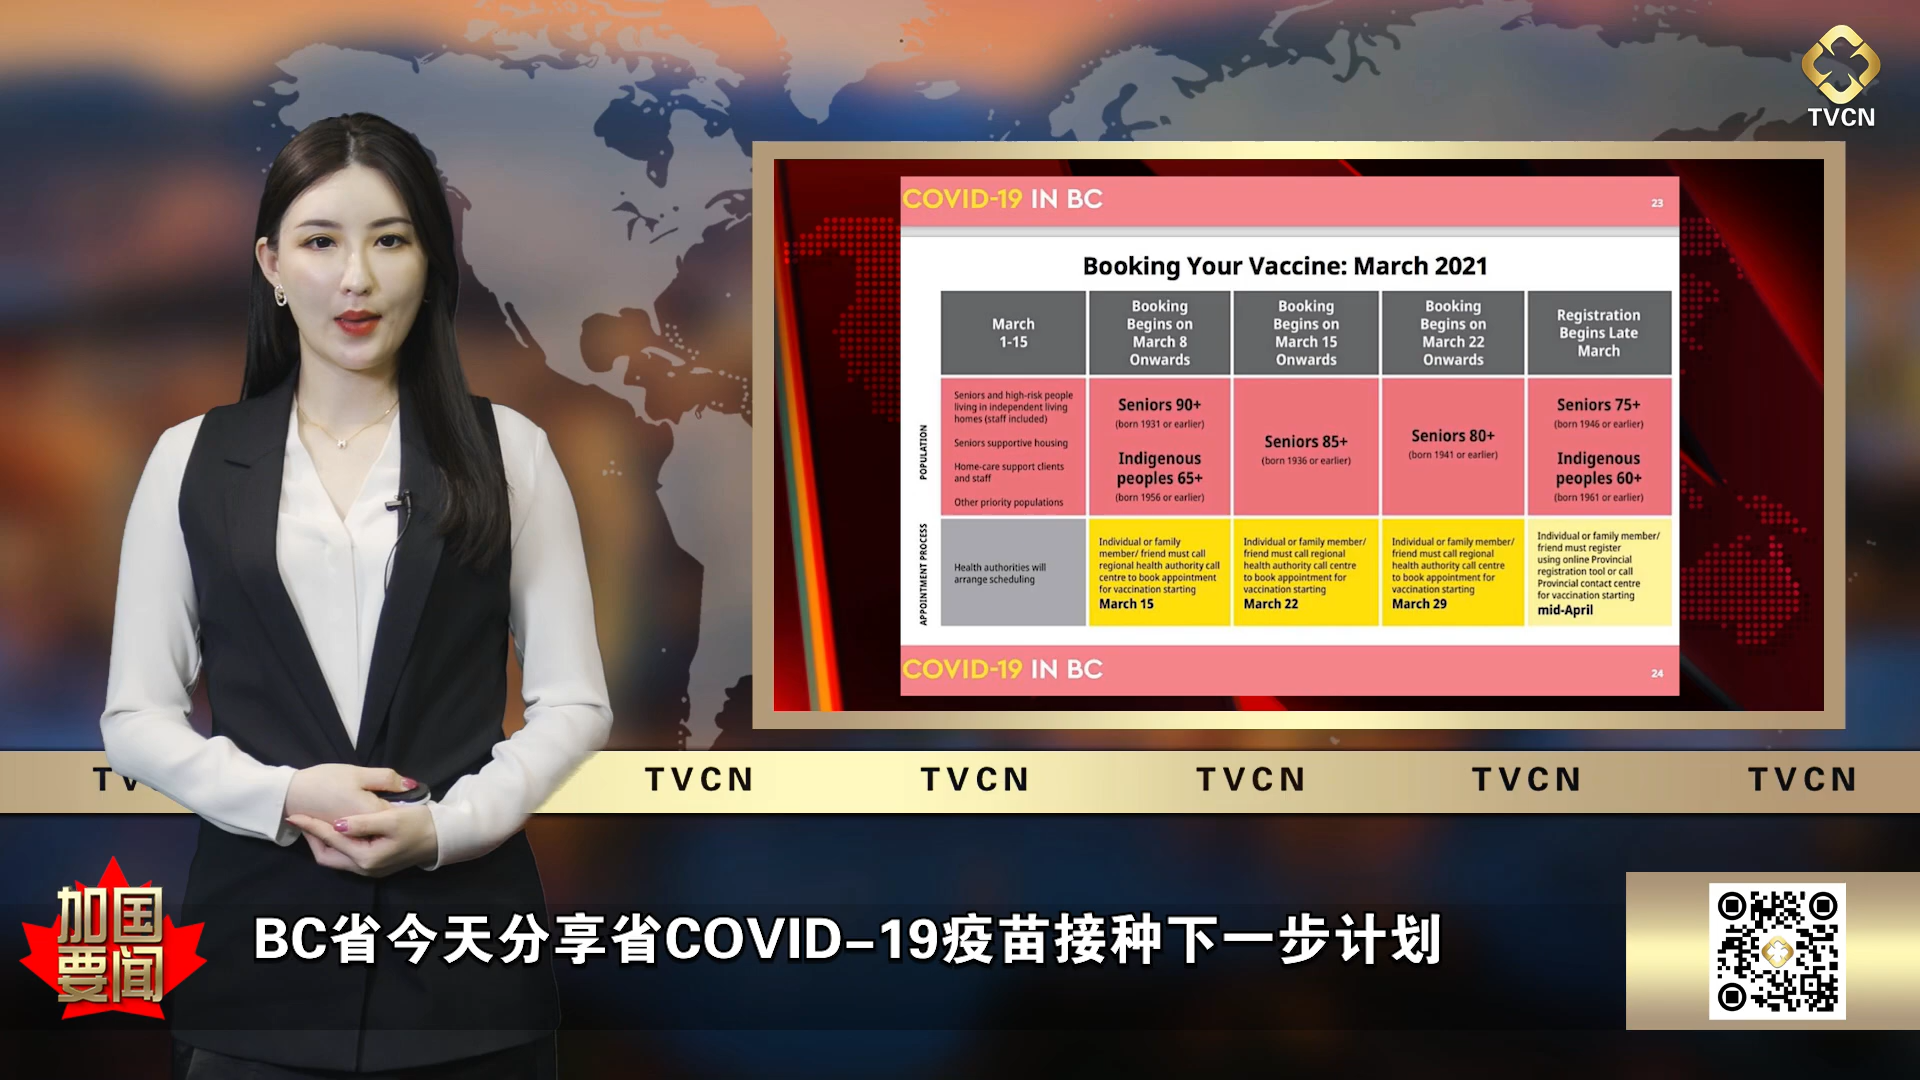 TVCN
COVID-19 IN BC
23
Booking Your Vaccine: March 2021
March
1-15
Booking
Begins on
March 8
Onwards
Booking
Begins on
March 15
Onwards
Booking
Begins on
March 22
Onwards
Registration
Begins Late
March
POPULATION
Seniors and high-risk people
living in independent living
homes (staff included)
Seniors supportive housing
Home-care support clients
and staff
Other priority populations
Seniors 90+
(born 1931 or earlier)
Indigenous
peoples 65+
(born 1956 or earlier)
Seniors 85+
(born 1936 or earlier)
Seniors 80+
(born 1941 or earlier)
Seniors 75+
(born 1946 or earlier)
Indigenous
peoples 60+
(born 1961 or earlier)
APPOINTMENT PROCESS
Health authorities will
arrange scheduling
Individual or family
member/ friend must call
regional health authority call
centre to book appointment
for vaccination starting
March 15
Individual or family member/
friend must call regional
health authority call centre
to book appointment for
vaccination starting
March 22
Individual or family member/
friend must call regional
health authority call centre
to book appointment for
vaccination starting
March 29
Individual or family member/
friend must register
using online Provincial
registration tool or call
Provincial contact centre
for vaccination starting
mid-April
COVID-19 IN BC
24
TV
TVCN
TVCN
TVCN
TVCN
TVCN
加国
要闻
BC省今天分享省COVID-19疫苗接种下一步计划